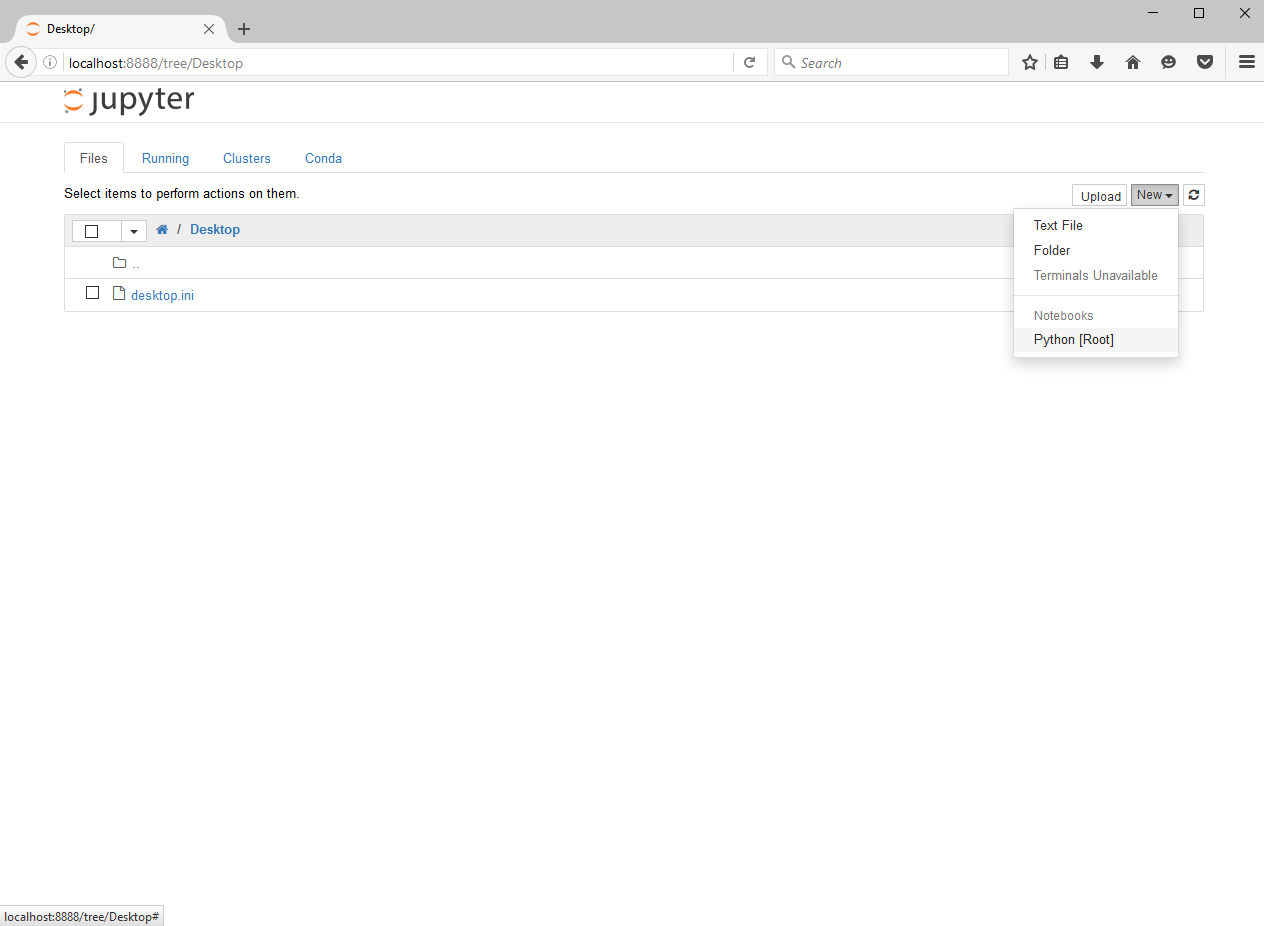 Desktop/
localhost:8888/tree/Desktop
Search
jupyter
Files Running Clusters Conda
Select items to perform actions on them.
Upload New
/ Desktop
Text File
Folder
..
Terminals Unavailable
desktop.ini
Notebooks
Python [Root]
localhost:8888/tree/Desktop#